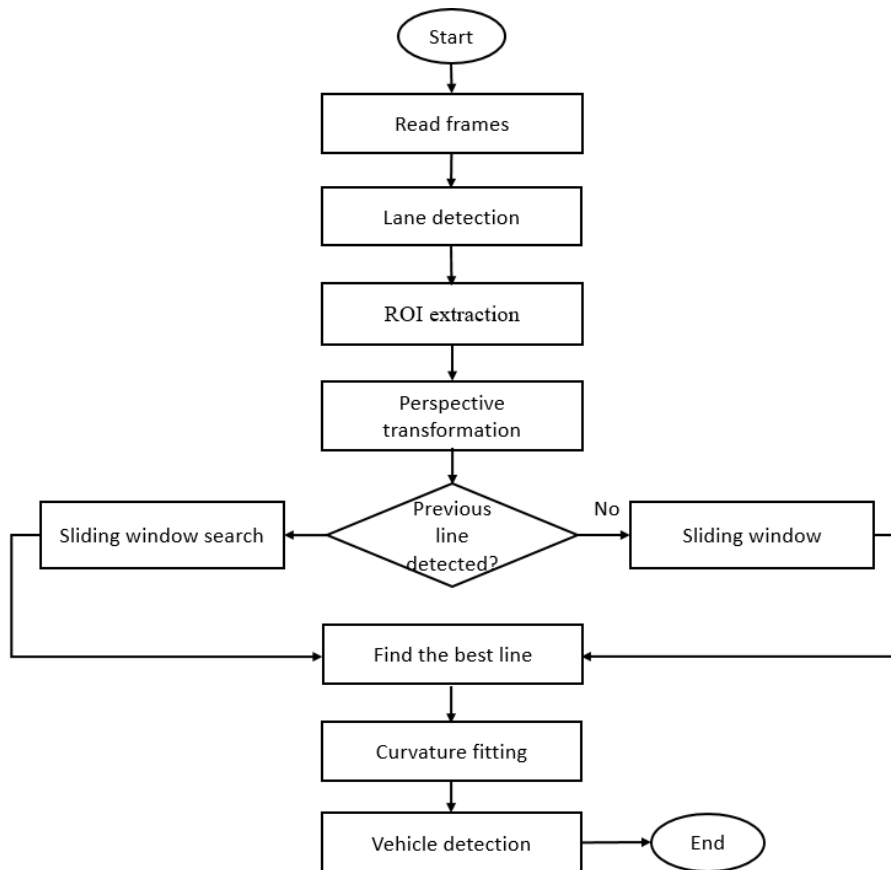 Start
Read frames
Lane detection
ROI extraction
Perspective
transformation
Previous
line
detected?
No
Sliding window search
Sliding window
Find the best line
Curvature fitting
Vehicle detection
End